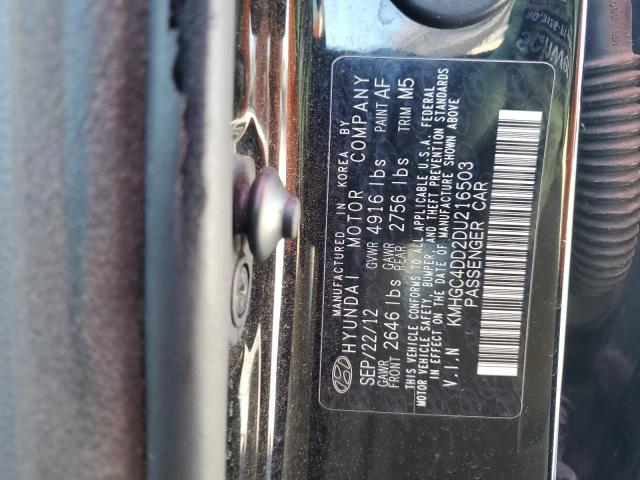 MANUFACTURED IN KOREA BY
HYUNDAI MOTOR COMPANY
SEP/22/12 GVWR 4916 lbs PAINT AF
GAWR FRONT 2646 lbs GAWR REAR 2756 lbs TRIM M5
THIS VEHICLE CONFORMS TO ALL APPLICABLE U.S.A. FEDERAL
MOTOR VEHICLE SAFETY, BUMPER, AND THEFT PREVENTION STANDARDS
IN EFFECT ON THE DATE OF MANUFACTURE SHOWN ABOVE
V.I.N KMHGC4DD2DU216503
PASSENGER CAR